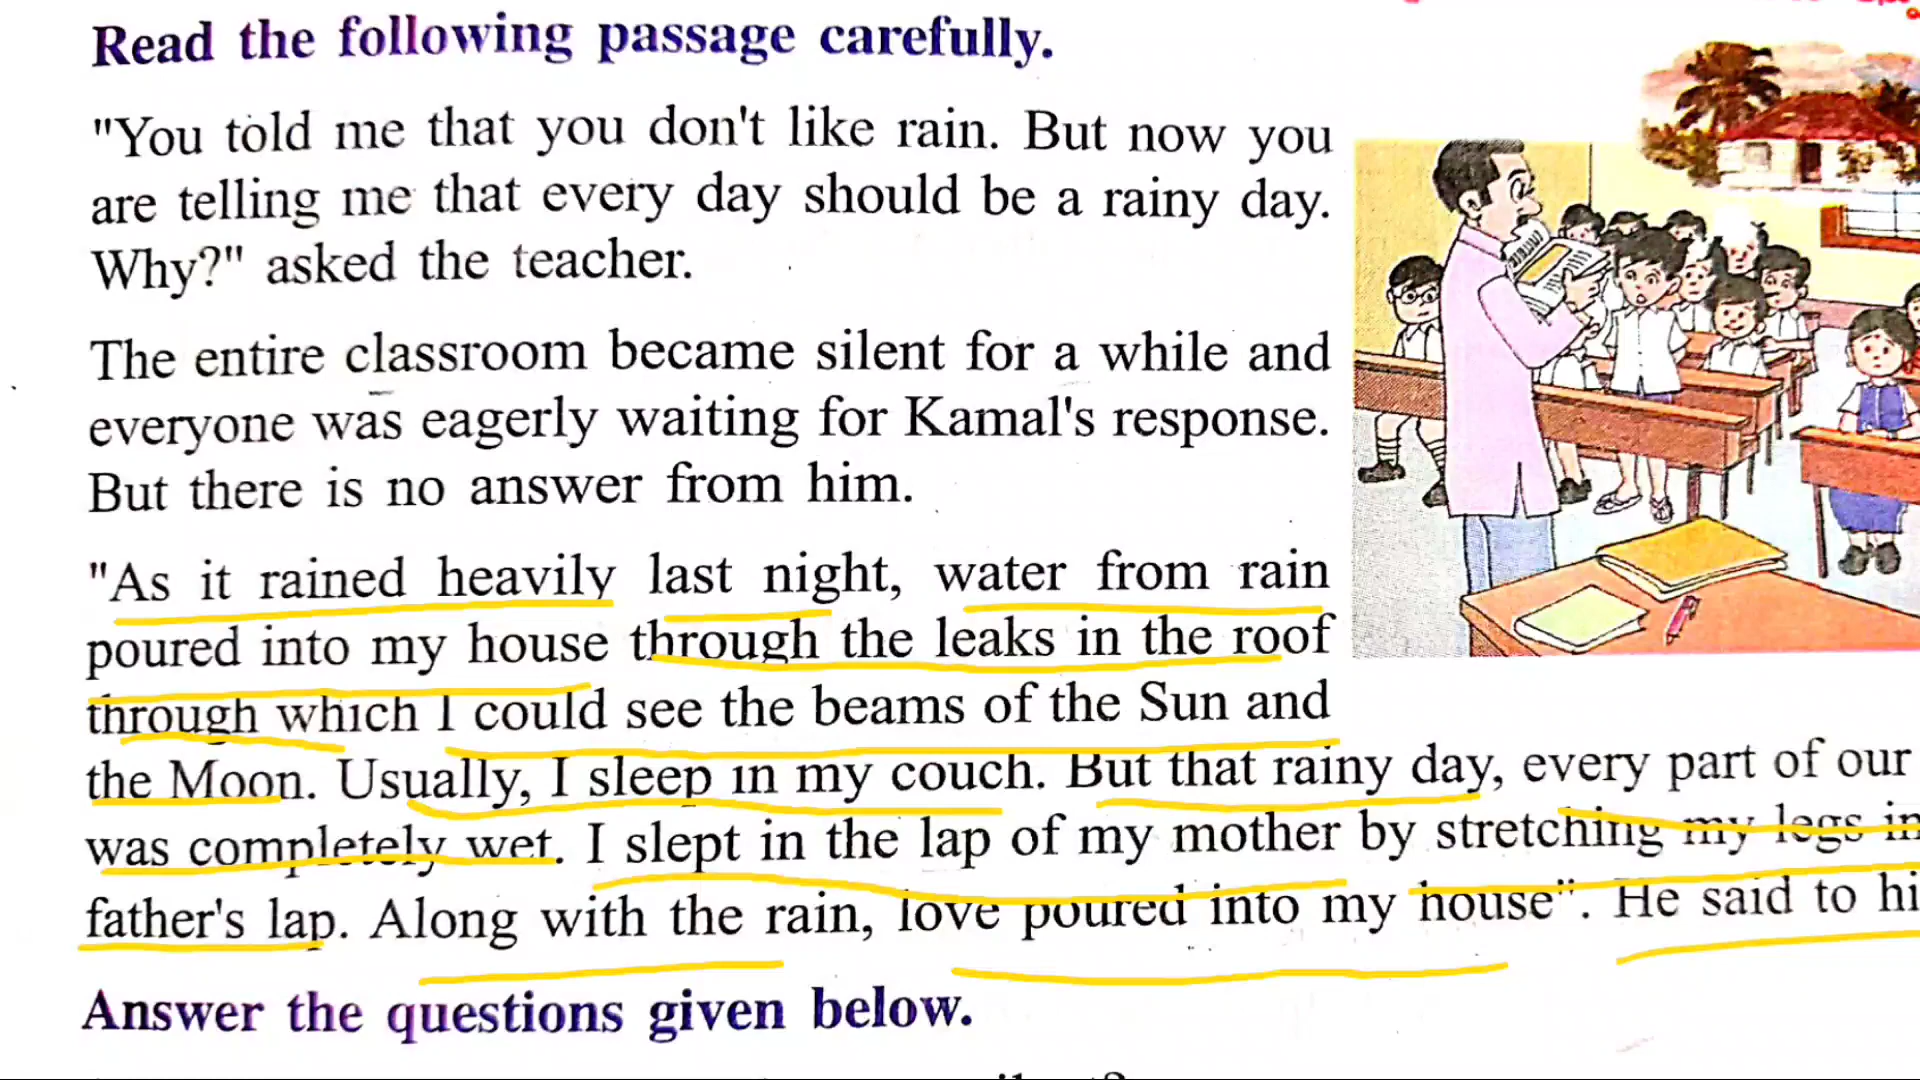 Read the following passage carefully.
"You told me that you don't like rain. But now you
are telling me that every day should be a rainy day.
Why?" asked the teacher.
The entire classroom became silent for a while and
everyone was eagerly waiting for Kamal's response.
But there is no answer from him.
"As it rained heavily last night, water from rain
poured into my house through the leaks in the roof
through which I could see the beams of the Sun and
the Moon. Usually, I sleep in my couch. But that rainy day, every part of our
was completely wet. I slept in the lap of my mother by stretching my legs in
father's lap. Along with the rain, love poured into my house". He said to hi
Answer the questions given below.